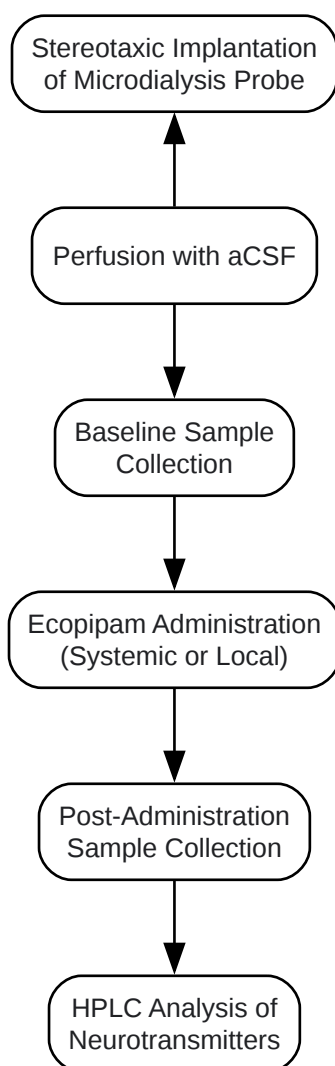 Stereotaxic Implantation
of Microdialysis Probe
Perfusion with aCSF
Baseline Sample
Collection
Ecopipam Administration
(Systemic or Local)
Post-Administration
Sample Collection
HPLC Analysis of
Neurotransmitters